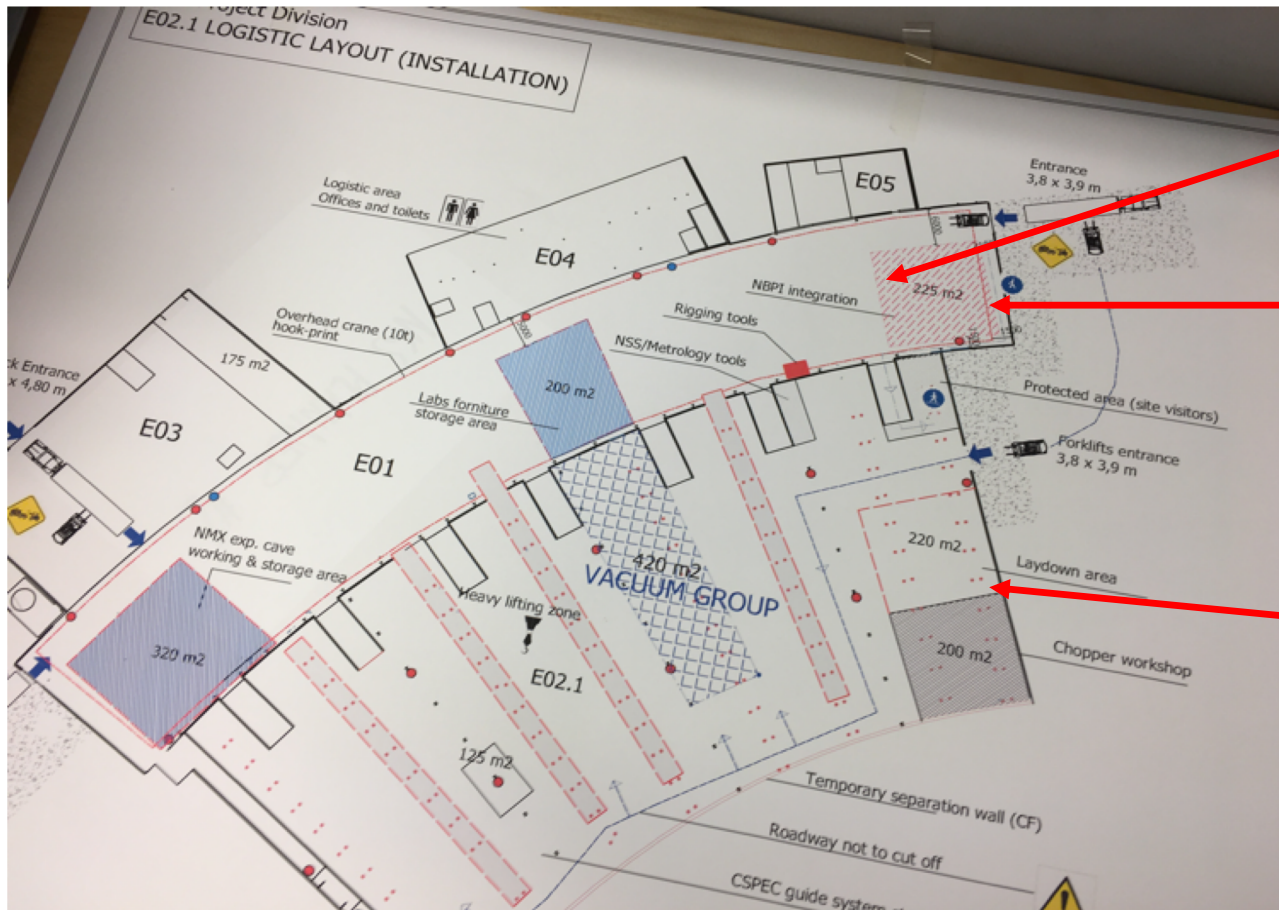 oject Division
E02.1 LOGISTIC LAYOUT (INSTALLATION)
Logistic area
Offices and toilets
E05
Entrance
3,8 x 3,9 m
E04
NBPI integration
225 m2
Rigging tools
Overhead crane (10t)
hook-print
NSS/Metrology tools
175 m2
ck Entrance
x 4,80 m
Labs forniture
storage area
200 m2
Protected area (site visitors)
E03
E01
Forklifts entrance
3,8 x 3,9 m
NMX exp. cave
working & storage area
220 m2
Laydown area
420 m2
VACUUM GROUP
Heavy lifting zone
320 m2
E02.1
200 m2
Chopper workshop
125 m2
Temporary separation wall (CF)
Roadway not to cut off
CSPEC guide system